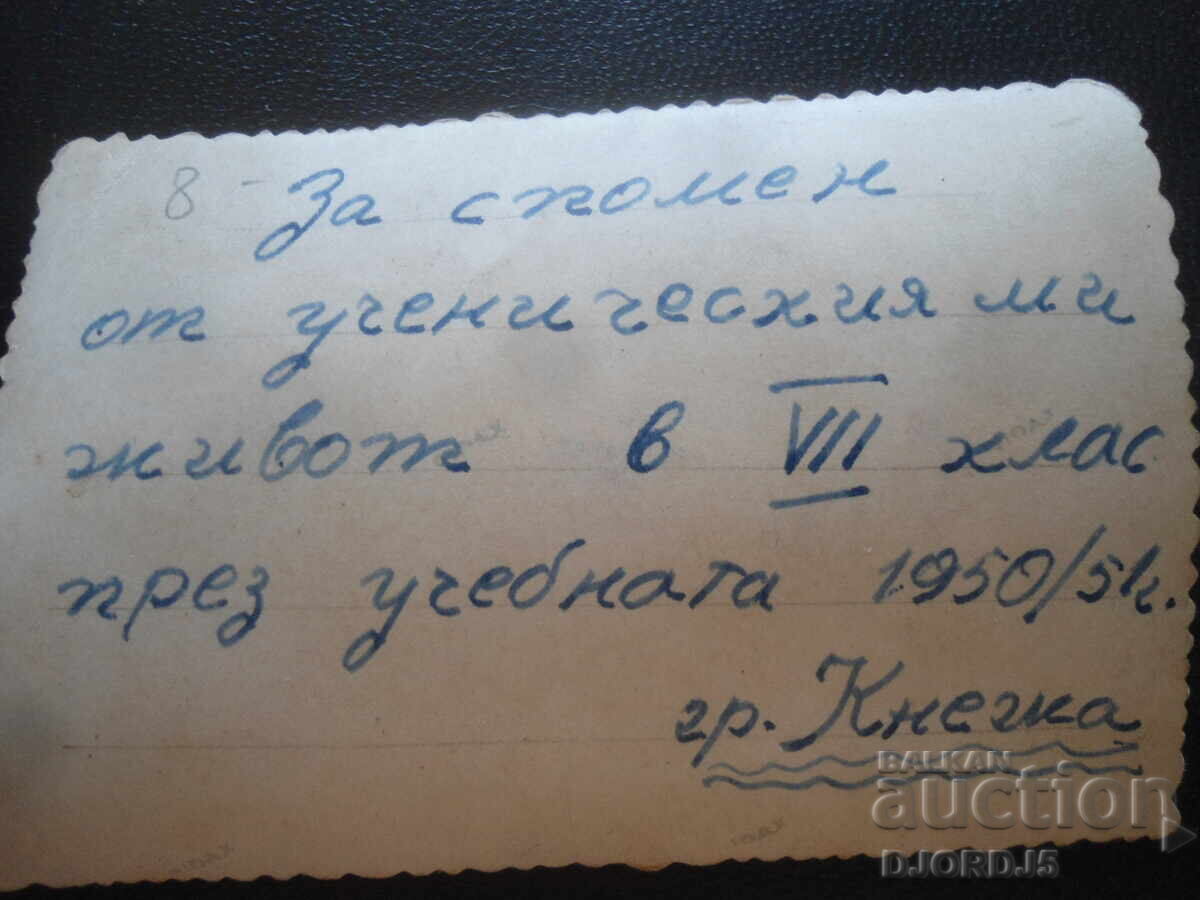 8 - За спомен
от ученическия ми
живот в VII клас
през учебната 1950/51г.
гр. Кнежа
BALKAN
auction
DJORDJ5